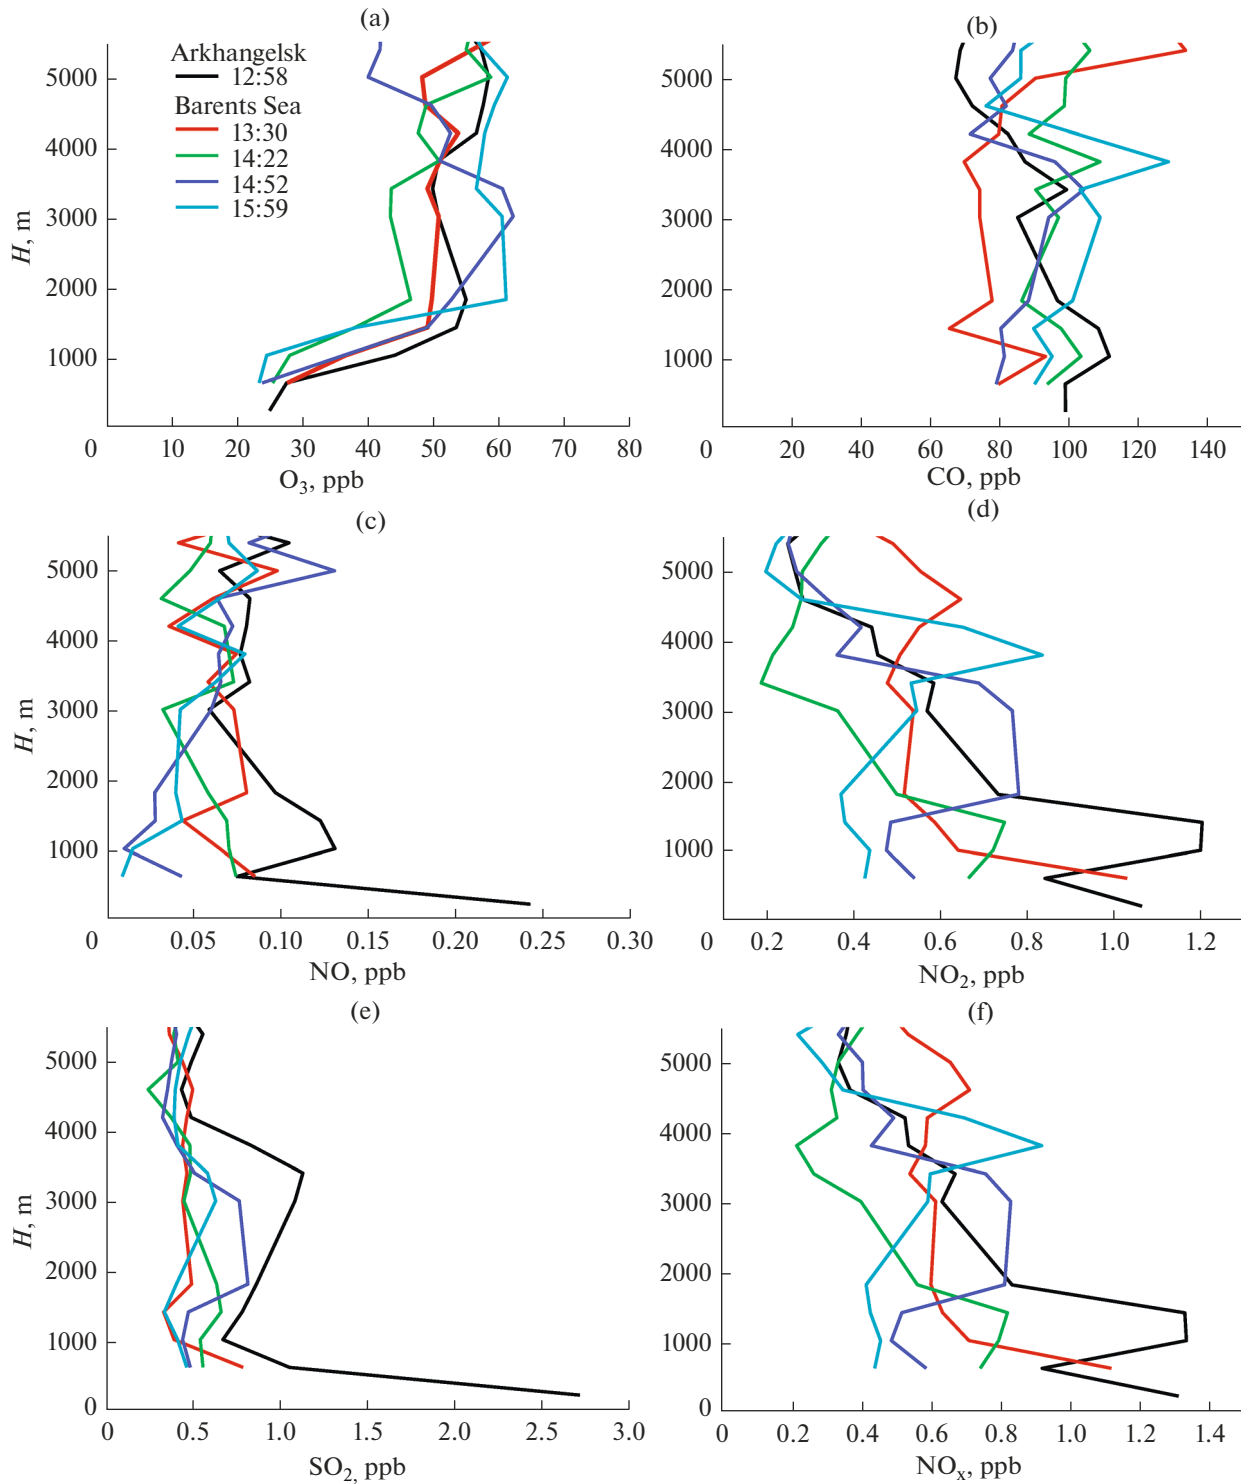 (a)
Arkhangelsk
12:58
Barents Sea
13:30
14:22
14:52
15:59
5000
4000
3000
2000
1000
0
H, m
10 20 30 40 50 60 70 80
O3, ppb
(b)
5000
4000
3000
2000
1000
0
20 40 60 80 100 120 140
CO, ppb
(c)
5000
4000
3000
2000
1000
0
H, m
0.05 0.10 0.15 0.20 0.25 0.30
NO, ppb
(d)
5000
4000
3000
2000
1000
0
0.2 0.4 0.6 0.8 1.0 1.2
NO2, ppb
(e)
5000
4000
3000
2000
1000
0
H, m
0 0.5 1.0 1.5 2.0 2.5 3.0
SO2, ppb
(f)
5000
4000
3000
2000
1000
0
0 0.2 0.4 0.6 0.8 1.0 1.2 1.4
NOx, ppb